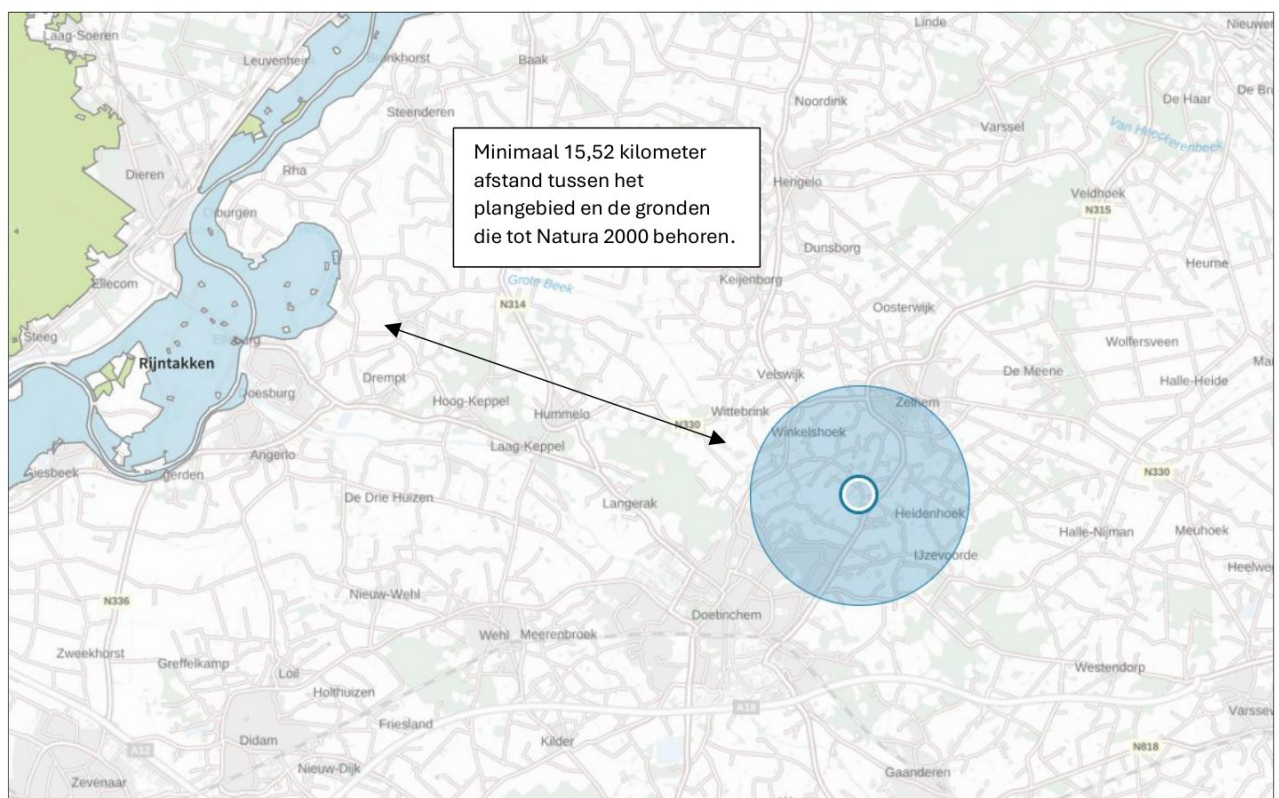 Laag-Soeren
Linde
Leuvenheim
Bronkhorst
Baak
Noordink
De Haar
Steenderen
Varssel
Van Heeckerenbeek
Minimaal 15,52 kilometer
afstand tussen het
plangebied en de gronden
die tot Natura 2000 behoren.
Dieren
Rha
Hengelo
Veldhoek
N315
Olburgen
Dunsborg
Heurne
Ellecom
Grote Beek
Keijenborg
N314
Oosterwijk
Steeg
Wolfersveen
Rijntakken
Velswijk
De Meene
Halle-Heide
Drempt
Doesburg
Hoog-Keppel
Hummelo
Wittebrink
Zelhem
N330
Winkelshoek
Laag-Keppel
Angerlo
Giesbeek
N330
De Drie Huizen
Langerak
Heidenhoek
Halle-Nijman
Meuhoek
IJzevoorde
N336
Nieuw-Wehl
Doetinchem
Wehl
Meerenbroek
Zweekhorst
Greffelkamp
Loil
Westendorp
Holthuizen
A18
Friesland
Didam
Kilder
A12
N818
Nieuw-Dijk
Gaanderen
Zevenaar